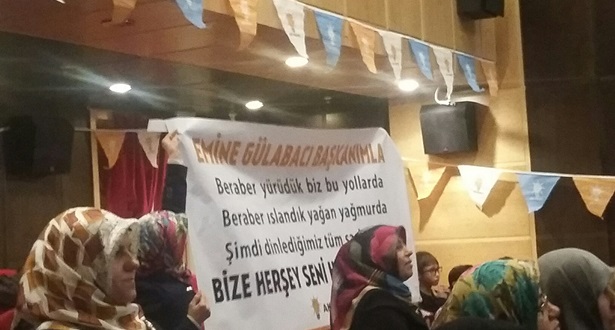 EMİNE GÜLABACI BAŞKANIMLA
Beraber yürüdük biz bu yollarda
Beraber ıslandık yağan yağmurda
Şimdi dinlediğimiz tüm
BİZE HERŞEY SENİ